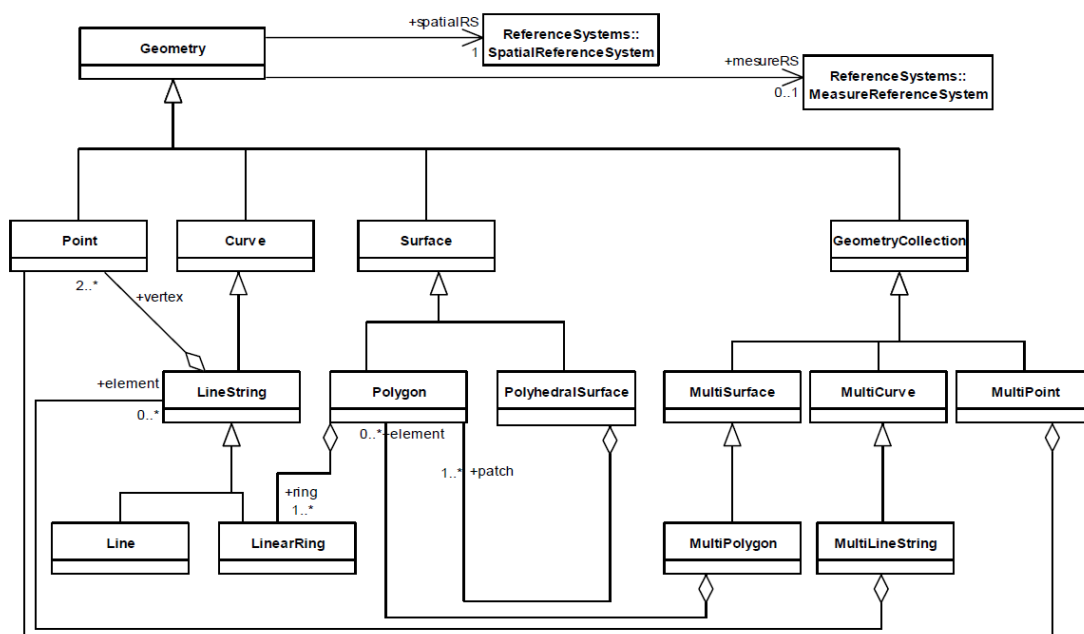 +spatialRS
Geometry
1
ReferenceSystems::
SpatialReferenceSystem
+mesureRS
0..1
ReferenceSystems::
MeasureReferenceSystem
Point
Curve
Surface
GeometryCollection
2..*
+vertex
+element
0..*
LineString
Polygon
PolyhedralSurface
MultiSurface
MultiCurve
MultiPoint
0..*
+element
1..*
+patch
+ring
1..*
Line
LinearRing
MultiPolygon
MultiLineString